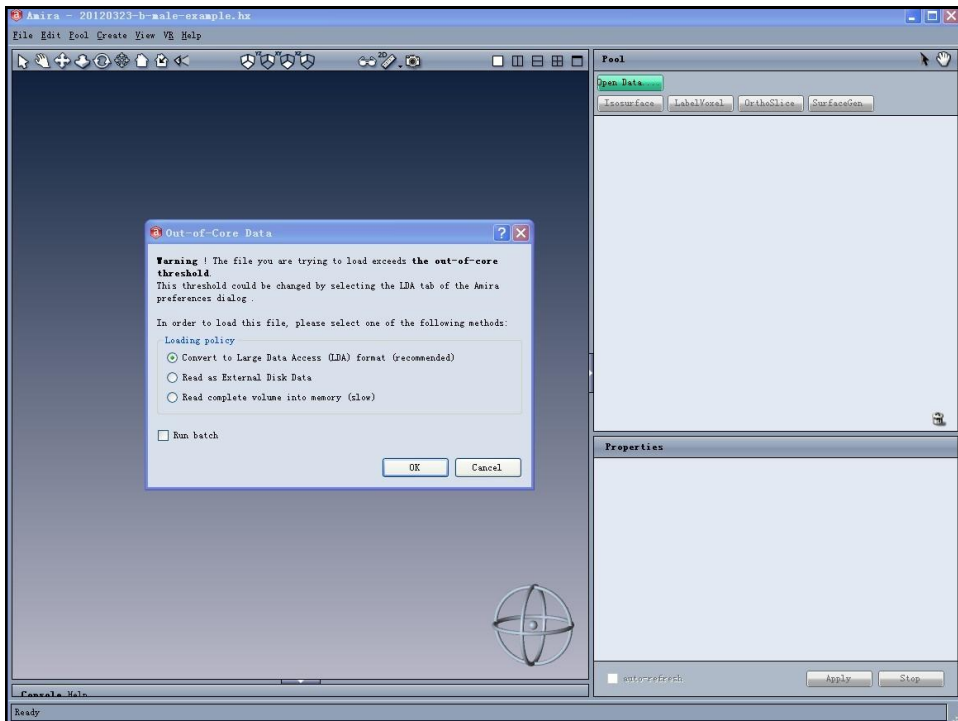 Amira - 20120323-b-male-example.hx
File Edit Pool Create View VR Help
2D
Pool
Open Data...
Isosurface LabelVoxel OrthoSlice SurfaceGen
Out-of-Core Data
Warning ! The file you are trying to load exceeds the out-of-core
threshold.
This threshold could be changed by selecting the LDA tab of the Amira
preferences dialog .
In order to load this file, please select one of the following methods:
Loading policy
Convert to Large Data Access (LDA) format (recommended)
Read as External Disk Data
Read complete volume into memory (slow)
Run batch
OK Cancel
Properties
auto-refresh Apply Stop
Console Help
Ready